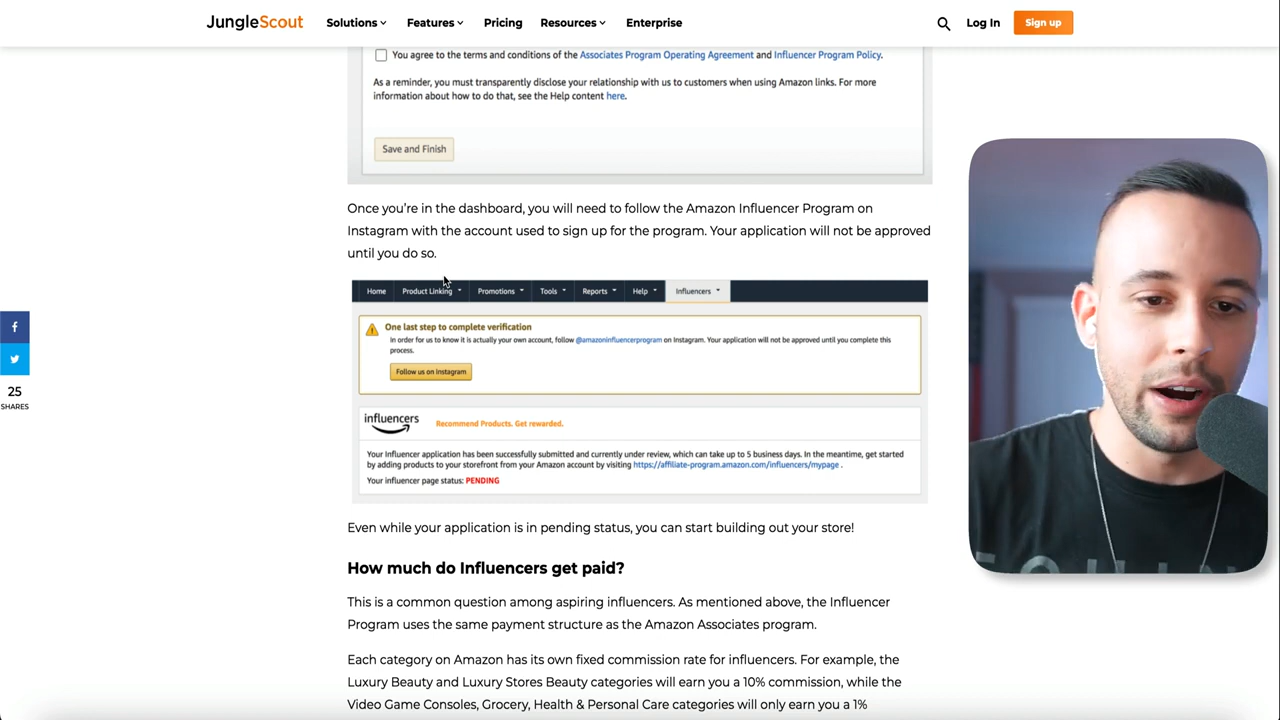 JungleScout
Solutions Features Pricing Resources Enterprise
Log In Sign up
You agree to the terms and conditions of the Associates Program Operating Agreement and Influencer Program Policy.
As a reminder, you must transparently disclose your relationship with us to customers when using Amazon links. For more
information about how to do that, see the Help content here.
Save and Finish
Once you’re in the dashboard, you will need to follow the Amazon Influencer Program on
Instagram with the account used to sign up for the program. Your application will not be approved
until you do so.
Home Product Linking Promotions Tools Reports Help Influencers
One last step to complete verification
In order for us to know it is actually your own account, follow @amazoninfluencerprogram on Instagram. Your application will not be approved until you complete this
process.
Follow us on Instagram
influencers
Recommend Products. Get rewarded.
Your Influencer application has been successfully submitted and currently under review, which can take up to 5 business days. In the meantime, get started
by adding products to your storefront from your Amazon account by visiting https://affiliate-program.amazon.com/influencers/mypage .
Your influencer page status: PENDING
25
SHARES
Even while your application is in pending status, you can start building out your store!
How much do Influencers get paid?
This is a common question among aspiring influencers. As mentioned above, the Influencer
Program uses the same payment structure as the Amazon Associates program.
Each category on Amazon has its own fixed commission rate for influencers. For example, the
Luxury Beauty and Luxury Stores Beauty categories will earn you a 10% commission, while the
Video Game Consoles, Grocery, Health & Personal Care categories will only earn you a 1%